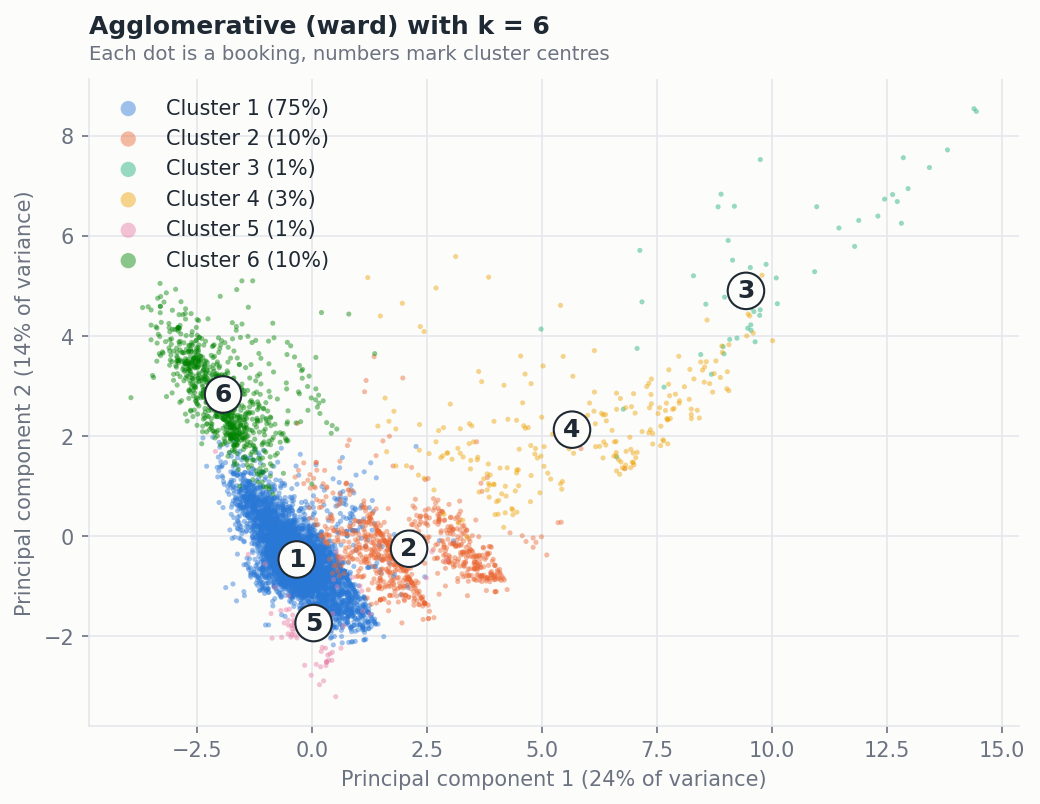 Agglomerative (ward) with k = 6
Each dot is a booking, numbers mark cluster centres
Cluster 1 (75%)
Cluster 2 (10%)
Cluster 3 (1%)
Cluster 4 (3%)
Cluster 5 (1%)
Cluster 6 (10%)
8
6
4
2
0
−2
Principal component 2 (14% of variance)
3
6
4
2
1
5
−2.5
0.0
2.5
5.0
7.5
10.0
12.5
15.0
Principal component 1 (24% of variance)